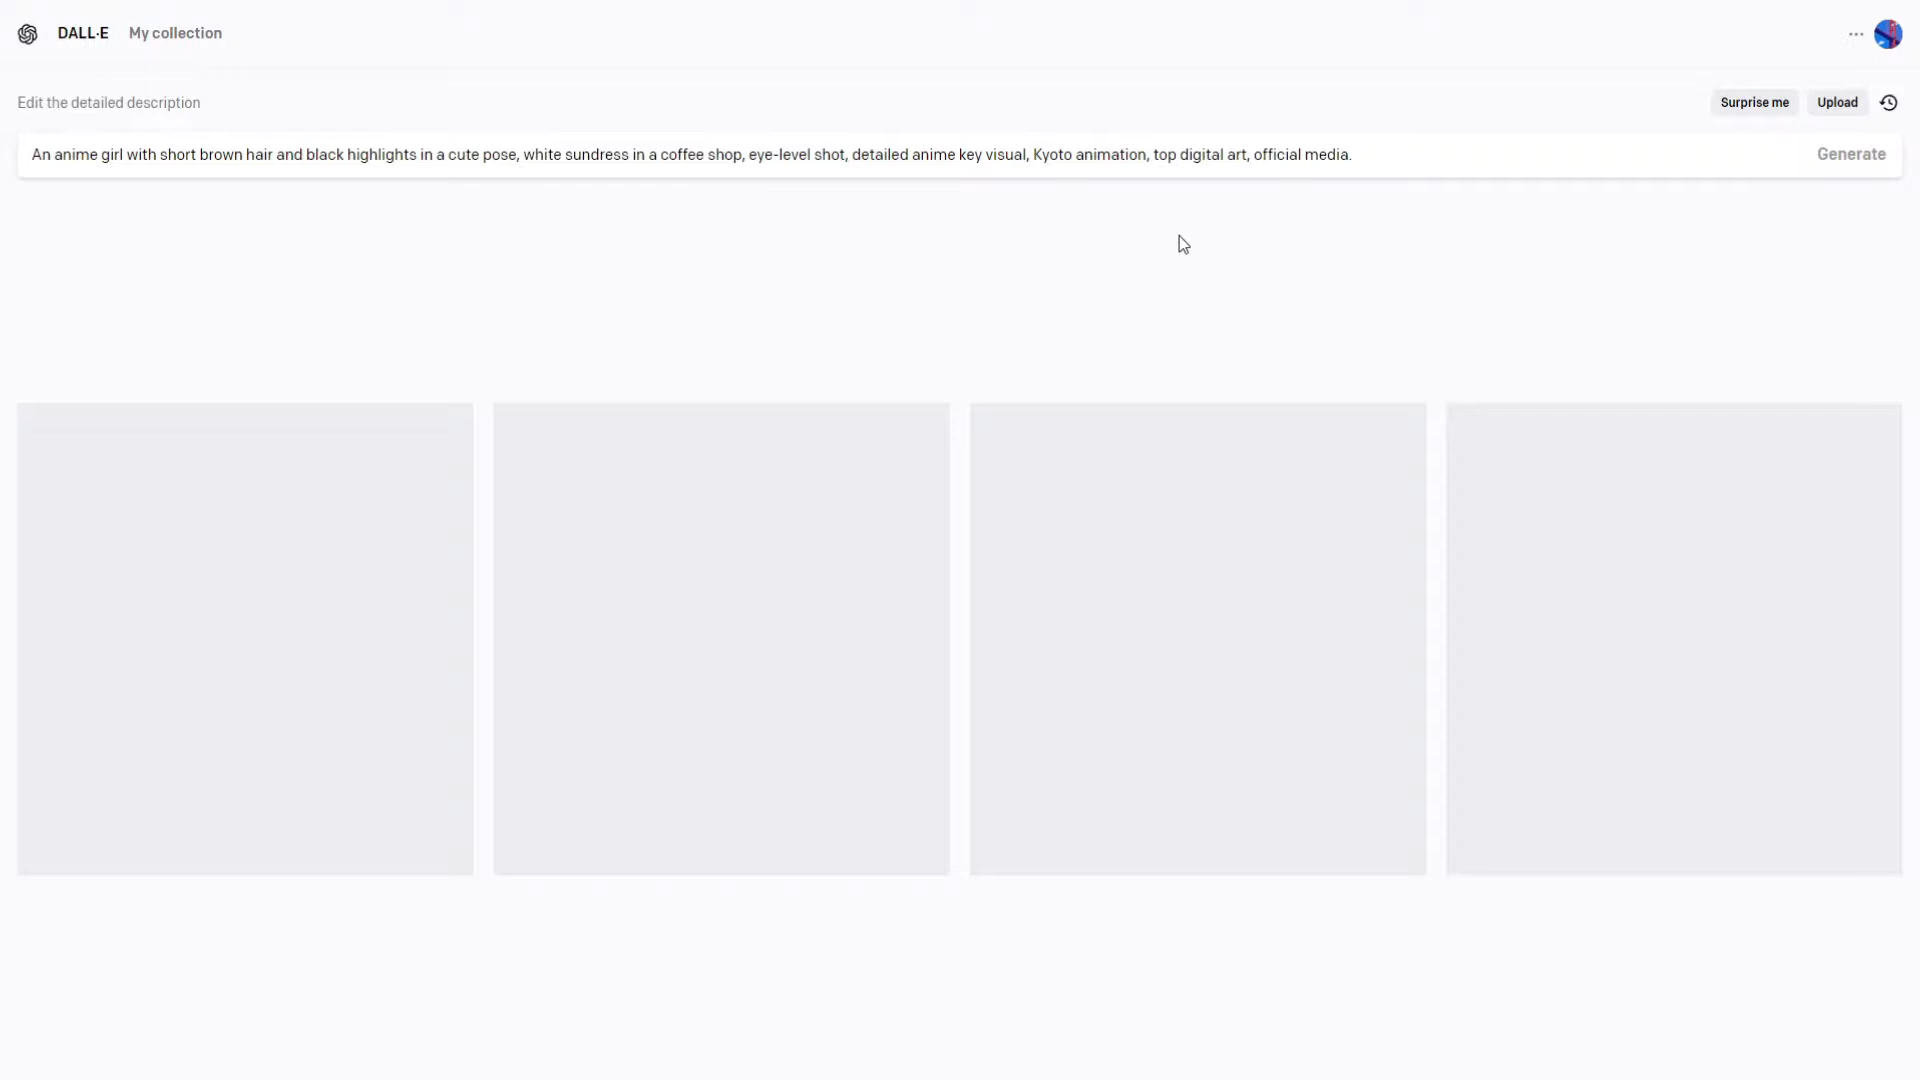 DALL·E My collection
Edit the detailed description
Surprise me Upload
An anime girl with short brown hair and black highlights in a cute pose, white sundress in a coffee shop, eye-level shot, detailed anime key visual, Kyoto animation, top digital art, official media.
Generate